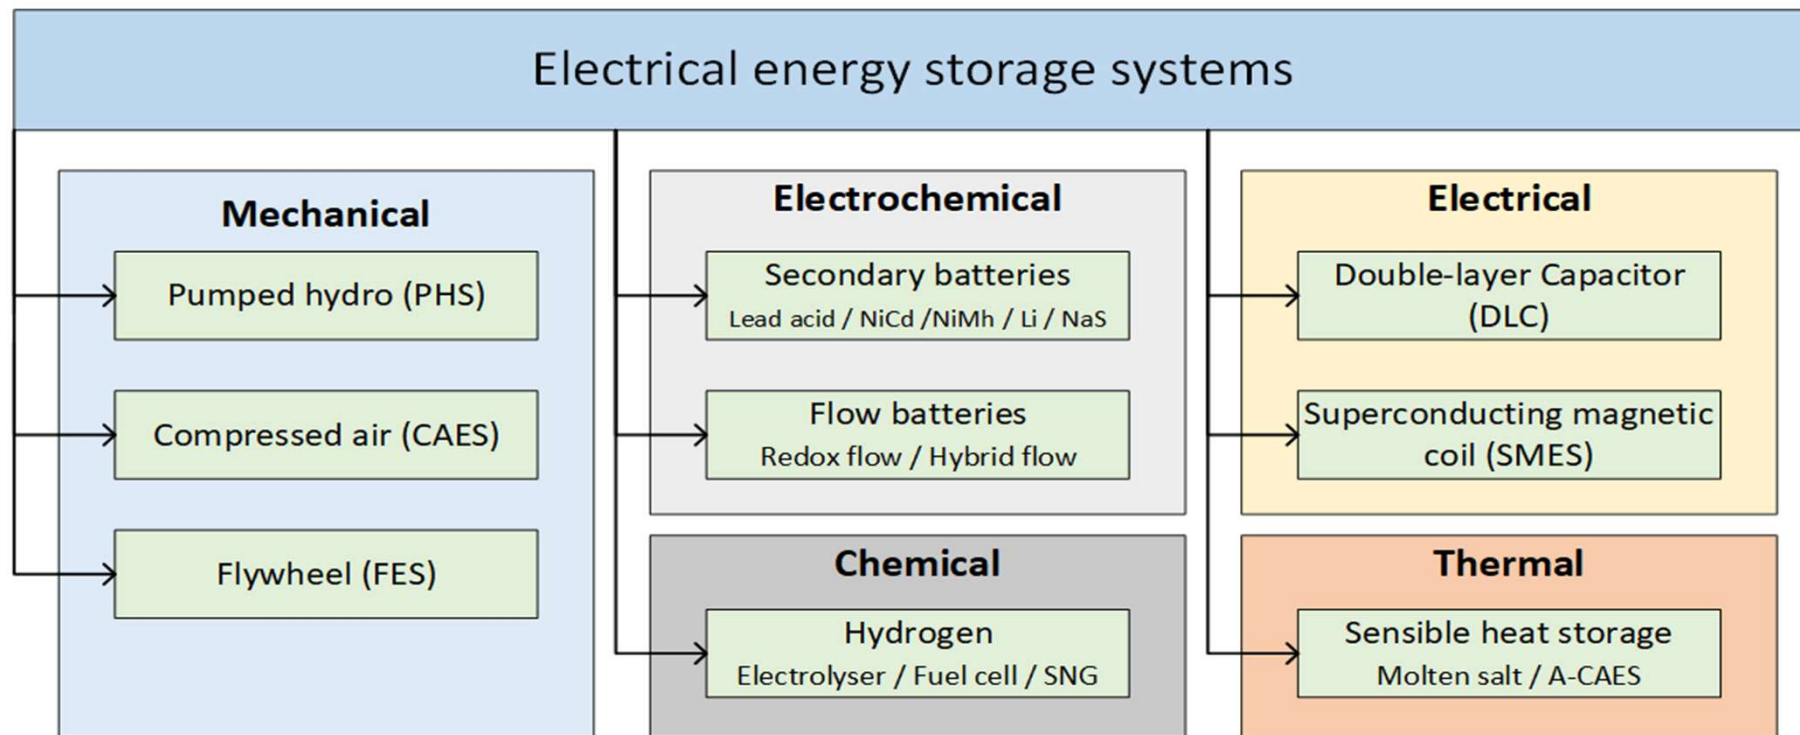 Electrical energy storage systems
Mechanical
Pumped hydro (PHS)
Compressed air (CAES)
Flywheel (FES)
Electrochemical
Secondary batteries
Lead acid / NiCd /NiMh / Li / NaS
Flow batteries
Redox flow / Hybrid flow
Chemical
Hydrogen
Electrolyser / Fuel cell / SNG
Electrical
Double-layer Capacitor
(DLC)
Superconducting magnetic
coil (SMES)
Thermal
Sensible heat storage
Molten salt / A-CAES